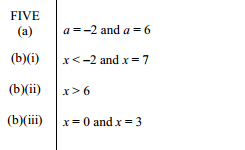 FIVE
(a) a = –2 and a = 6
(b)(i) x < –2 and x = 7
(b)(ii) x > 6
(b)(iii) x = 0 and x = 3